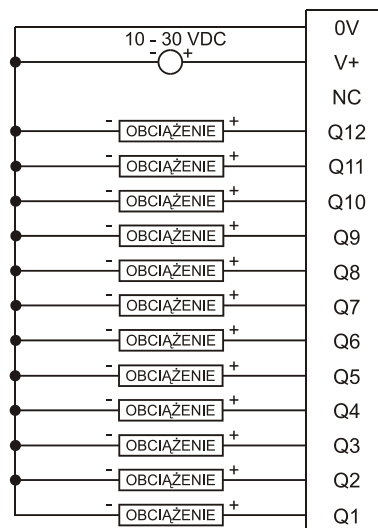 0V
10 - 30 VDC
- + V+
NC
- OBCIĄŻENIE + Q12
- OBCIĄŻENIE + Q11
- OBCIĄŻENIE + Q10
- OBCIĄŻENIE + Q9
- OBCIĄŻENIE + Q8
- OBCIĄŻENIE + Q7
- OBCIĄŻENIE + Q6
- OBCIĄŻENIE + Q5
- OBCIĄŻENIE + Q4
- OBCIĄŻENIE + Q3
- OBCIĄŻENIE + Q2
- OBCIĄŻENIE + Q1